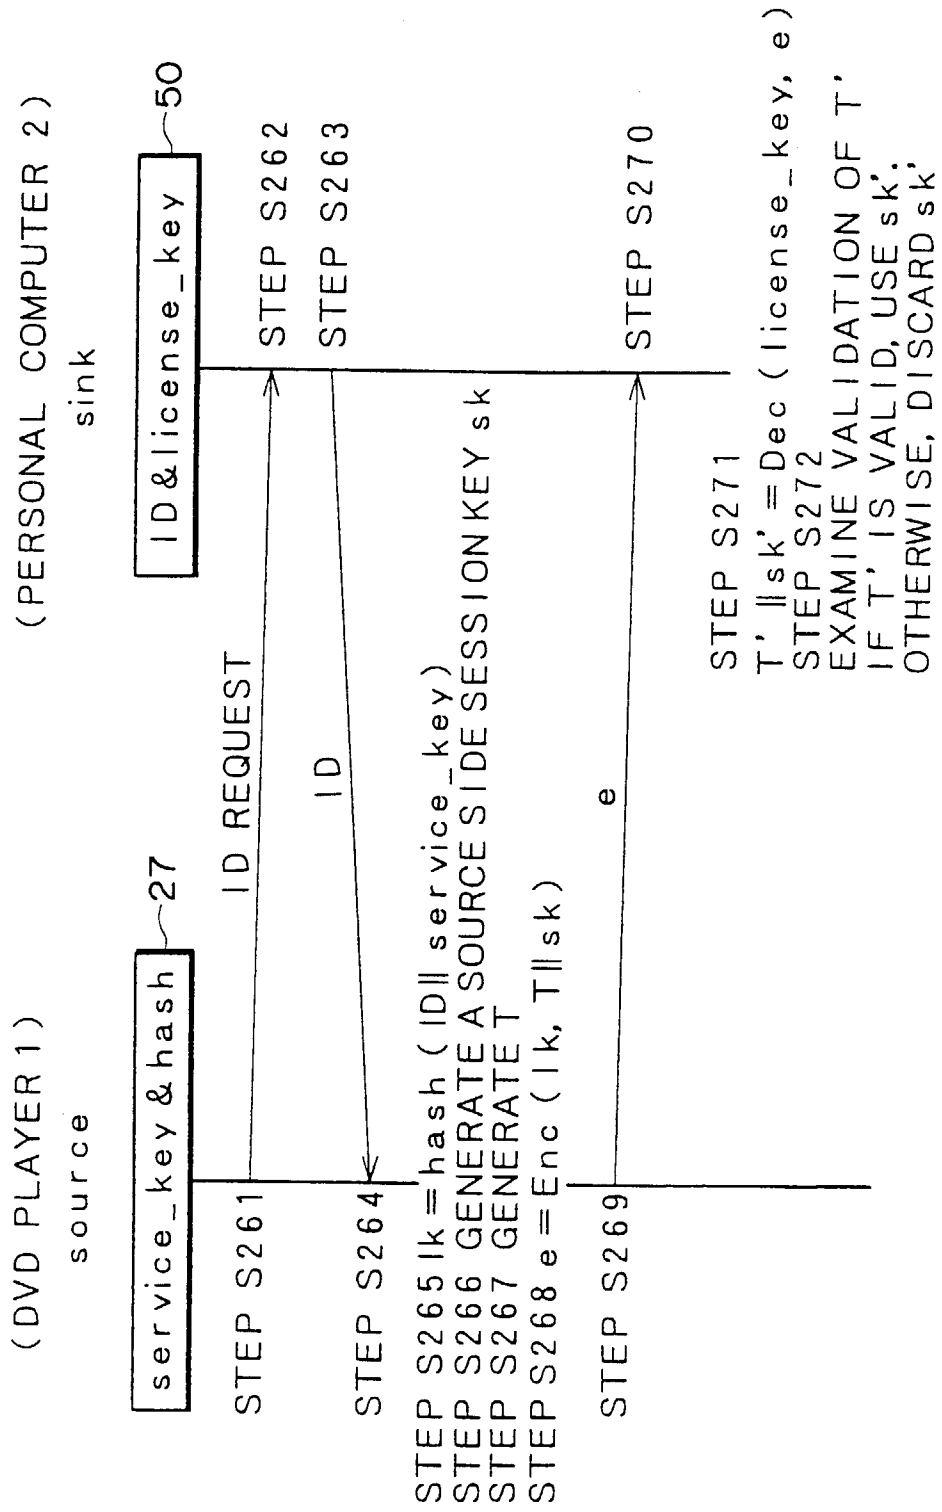 (DVD PLAYER 1)
source
service_key & hash
27
(PERSONAL COMPUTER 2)
sink
ID&license_key
50
STEP S261
ID REQUEST
STEP S262
STEP S263
ID
STEP S264
STEP S265 lk = hash (ID || service_key)
STEP S266 GENERATE A SOURCE SIDE SESSION KEY sk
STEP S267 GENERATE T
STEP S268 e = Enc (lk, T || sk)
STEP S269
e
STEP S270
STEP S271
T' || sk' = Dec (license_key, e)
STEP S272
EXAMINE VALIDATION OF T'
IF T' IS VALID, USE sk'.
OTHERWISE, DISCARD sk'